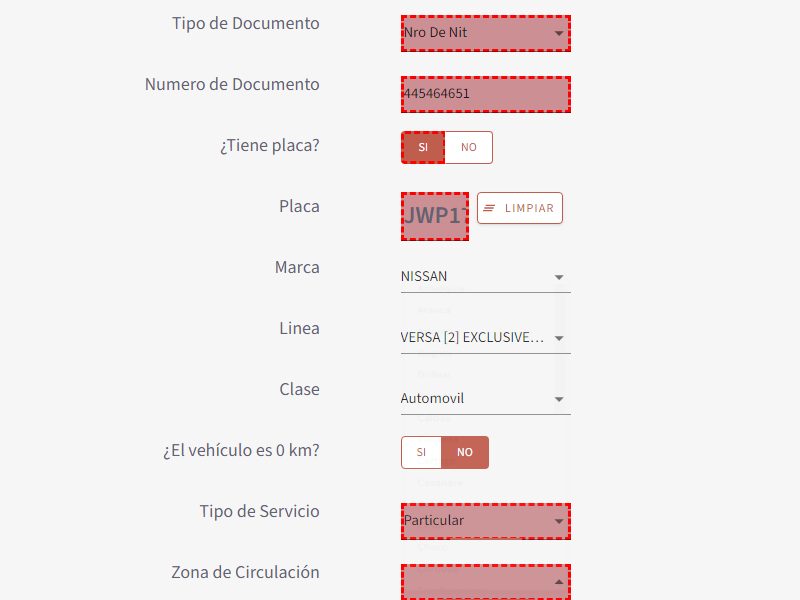 Tipo de Documento
Nro De Nit
Numero de Documento
445464651
¿Tiene placa?
SI NO
Placa
JWP1
LIMPIAR
Marca
NISSAN
Linea
VERSA [2] EXCLUSIVE…
Clase
Automovil
¿El vehículo es 0 km?
SI NO
Tipo de Servicio
Particular
Zona de Circulación